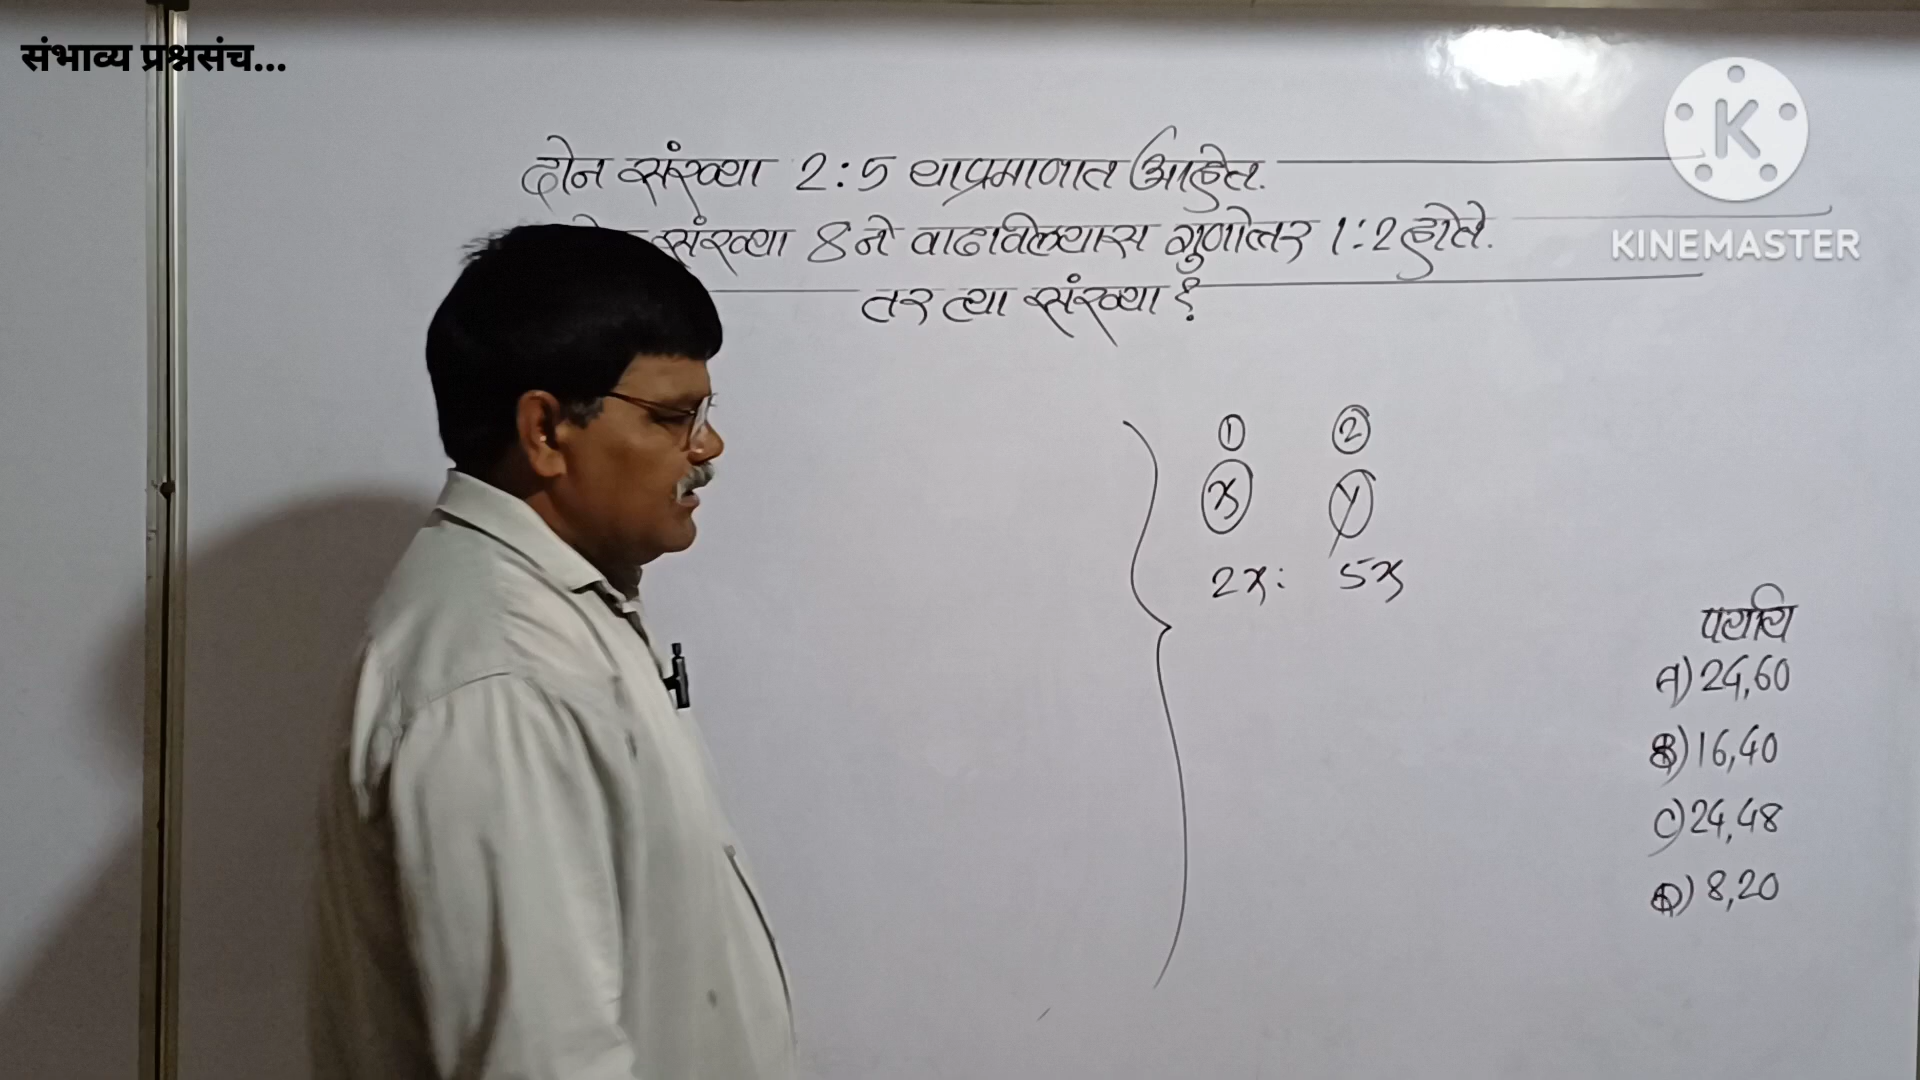 संभाव्य प्रश्नसंच...
KINEMASTER
दोन संख्या 2:5 याप्रमाणात आहेत.
संख्या 8 ने वाढविल्यास गुणोत्तर 1:2 होते.
तर त्या संख्या ?
① ②
x y
2x : 5x
पर्याय
A) 24,60
B) 16,40
C) 24,48
D) 8,20